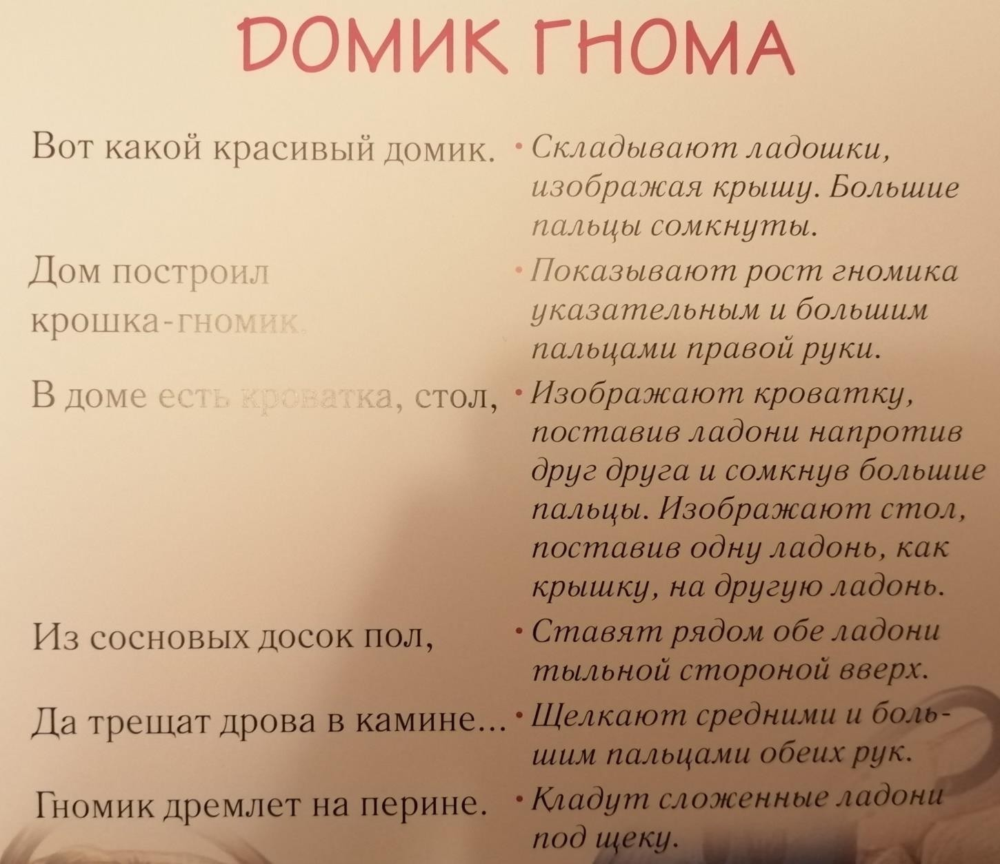 ДОМИК ГНОМА
Вот какой красивый домик.
• Складывают ладошки,
изображая крышу. Большие
пальцы сомкнуты.
Дом построил
крошка-гномик.
• Показывают рост гномика
указательным и большим
пальцами правой руки.
В доме есть кроватка, стол,
• Изображают кроватку,
поставив ладони напротив
друг друга и сомкнув большие
пальцы. Изображают стол,
поставив одну ладонь, как
крышку, на другую ладонь.
Из сосновых досок пол,
• Ставят рядом обе ладони
тыльной стороной вверх.
Да трещат дрова в камине...
• Щелкают средними и боль-
шим пальцами обеих рук.
Гномик дремлет на перине.
• Кладут сложенные ладони
под щеку.